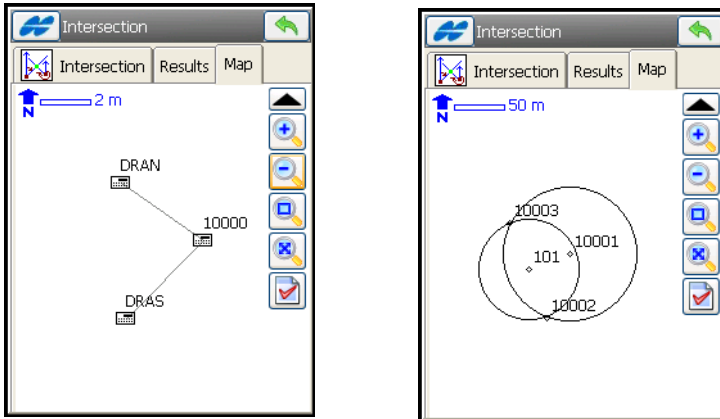 Intersection
Intersection Results Map
N 2 m
DRAN
10000
DRAS
Intersection
Intersection Results Map
N 50 m
10003
10001
101
10002